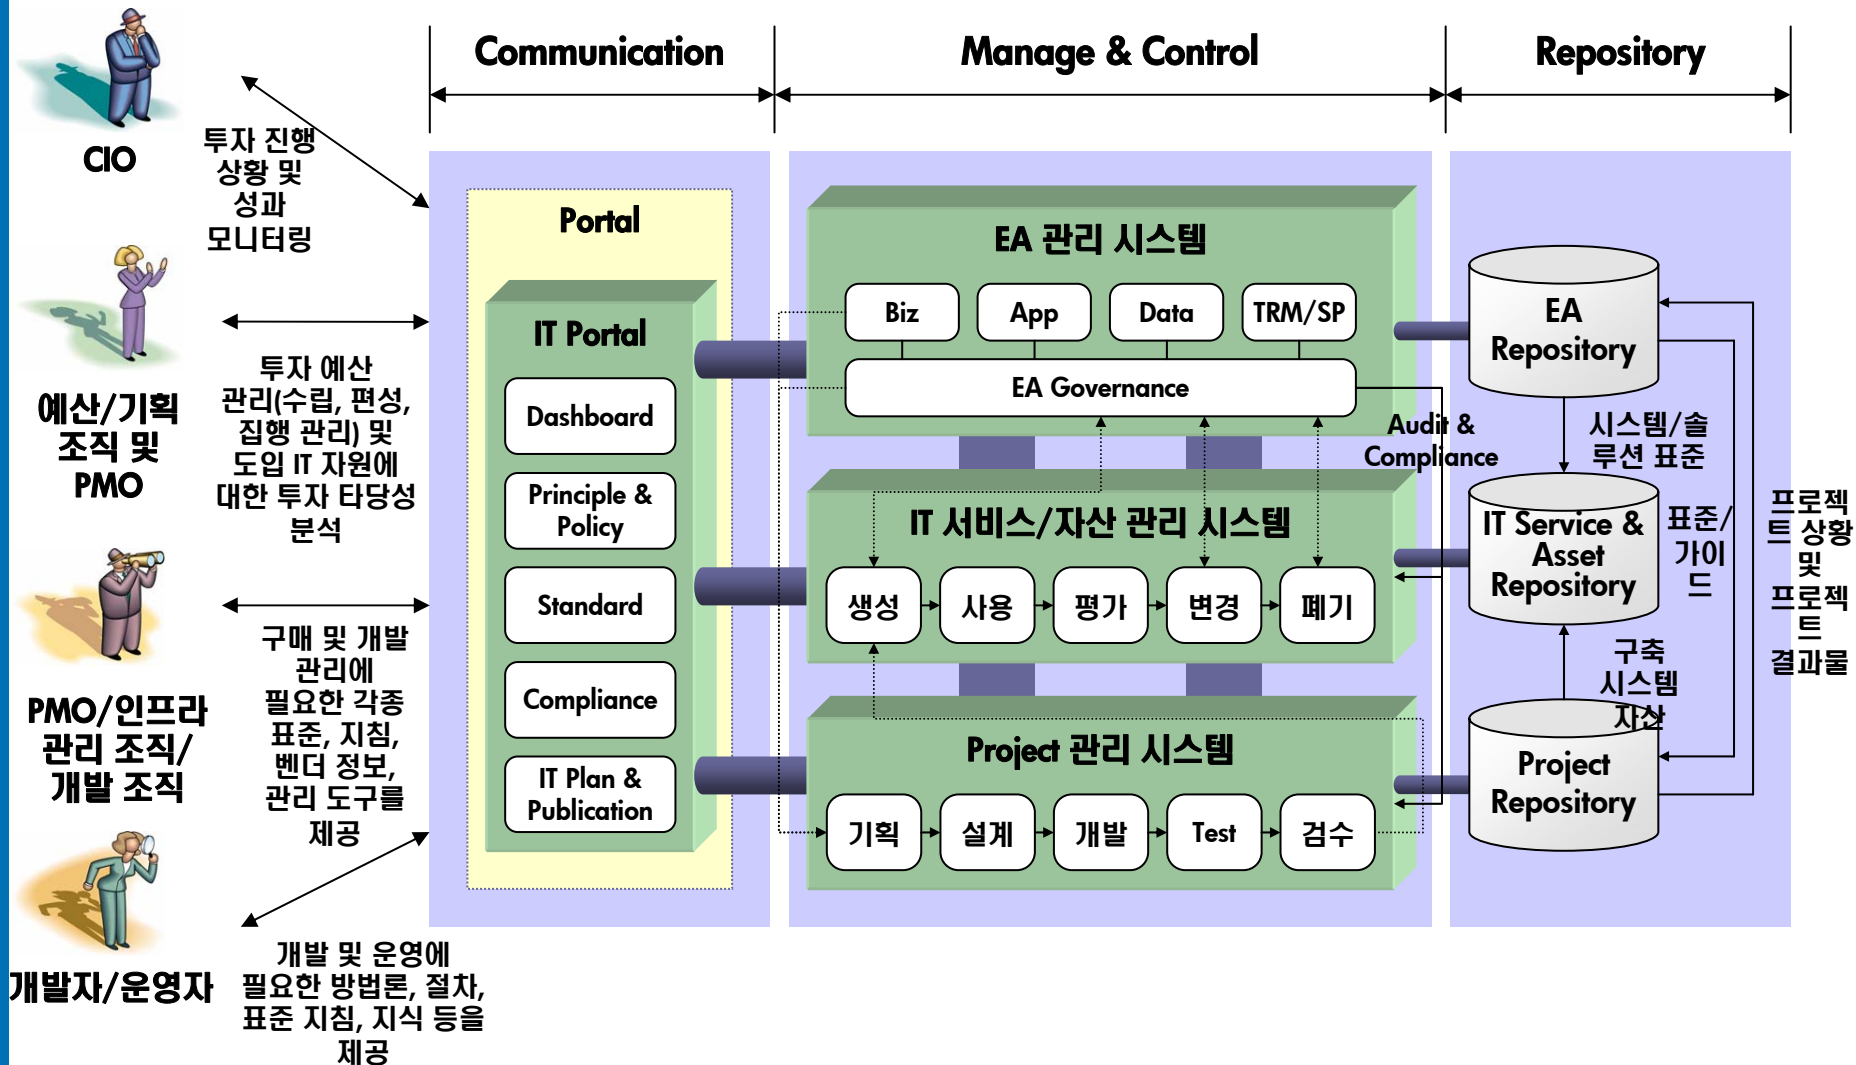 Communication
Manage & Control
Repository
CIO
투자 진행
상황 및
성과
모니터링
예산/기획
조직 및
PMO
투자 예산
관리(수립, 편성,
집행 관리) 및
도입 IT 자원에
대한 투자 타당성
분석
PMO/인프라
관리 조직/
개발 조직
구매 및 개발
관리에
필요한 각종
표준, 지침,
벤더 정보,
관리 도구를
제공
개발자/운영자
개발 및 운영에
필요한 방법론, 절차,
표준 지침, 지식 등을
제공
Portal
IT Portal
Dashboard
Principle &
Policy
Standard
Compliance
IT Plan &
Publication
EA 관리 시스템
Biz
App
Data
TRM/SP
EA Governance
Audit &
Compliance
IT 서비스/자산 관리 시스템
생성
사용
평가
변경
폐기
Project 관리 시스템
기획
설계
개발
Test
검수
EA
Repository
시스템/솔
루션 표준
IT Service &
Asset
Repository
표준/
가이
드
구축
시스템
자산
Project
Repository
프로젝
트 상황
및
프로젝
트
결과물